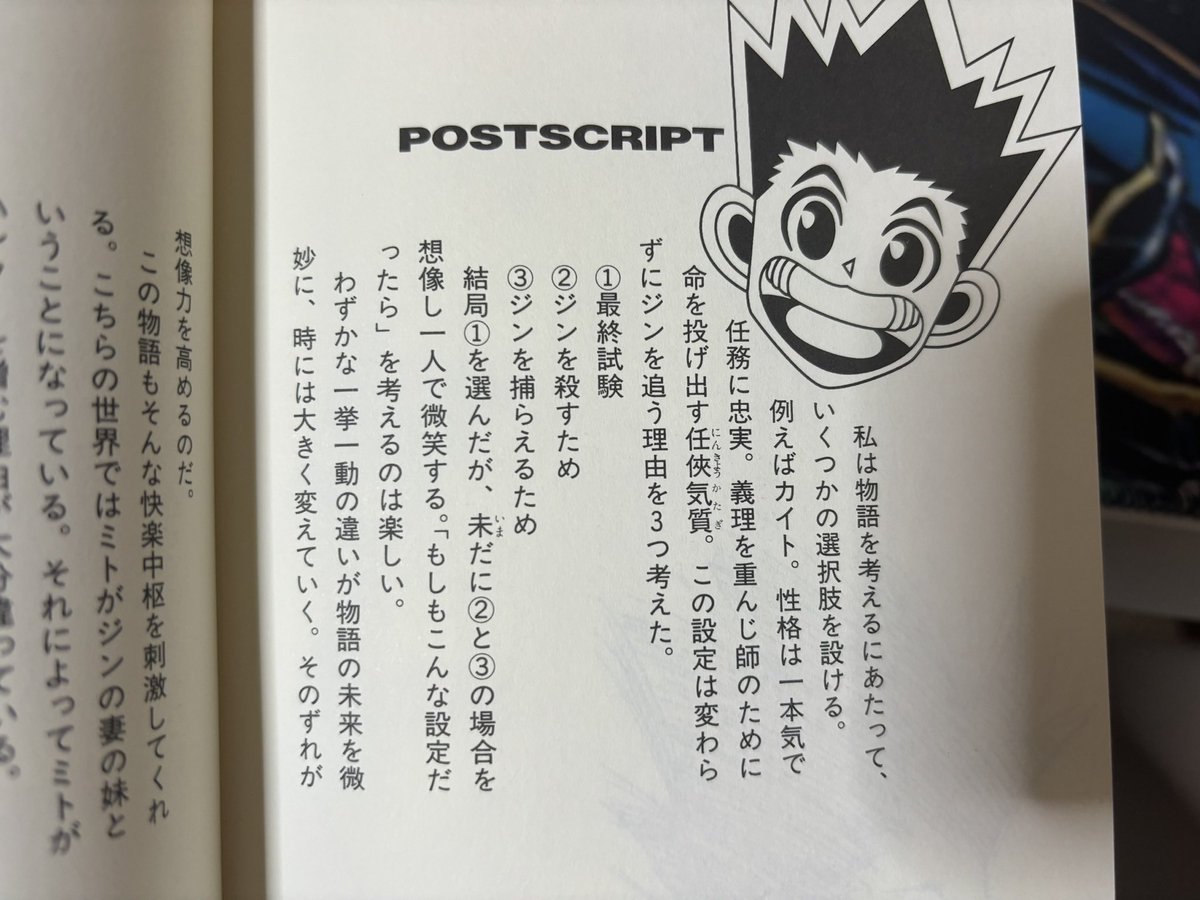 POSTSCRIPT
私は物語を考えるにあたって、
いくつかの選択肢を設ける。
例えばカイト。性格は一本気で
任務に忠実。義理を重んじ師のために
命を投げ出す任俠気質。この設定は変わら
にんきょうかたぎ
ずにジンを追う理由を3つ考えた。
①最終試験
②ジンを殺すため
③ジンを捕らえるため
結局①を選んだが、未だに②と③の場合を
いま
想像し一人で微笑する。「もしもこんな設定だ
ったら」を考えるのは楽しい。
わずかな一挙一動の違いが物語の未来を微
妙に、時には大きく変えていく。そのずれが
想像力を高めるのだ。
この物語もそんな快楽中枢を刺激してくれ
る。こちらの世界ではミトがジンの妻の妹と
いうことになっている。それによってミトが